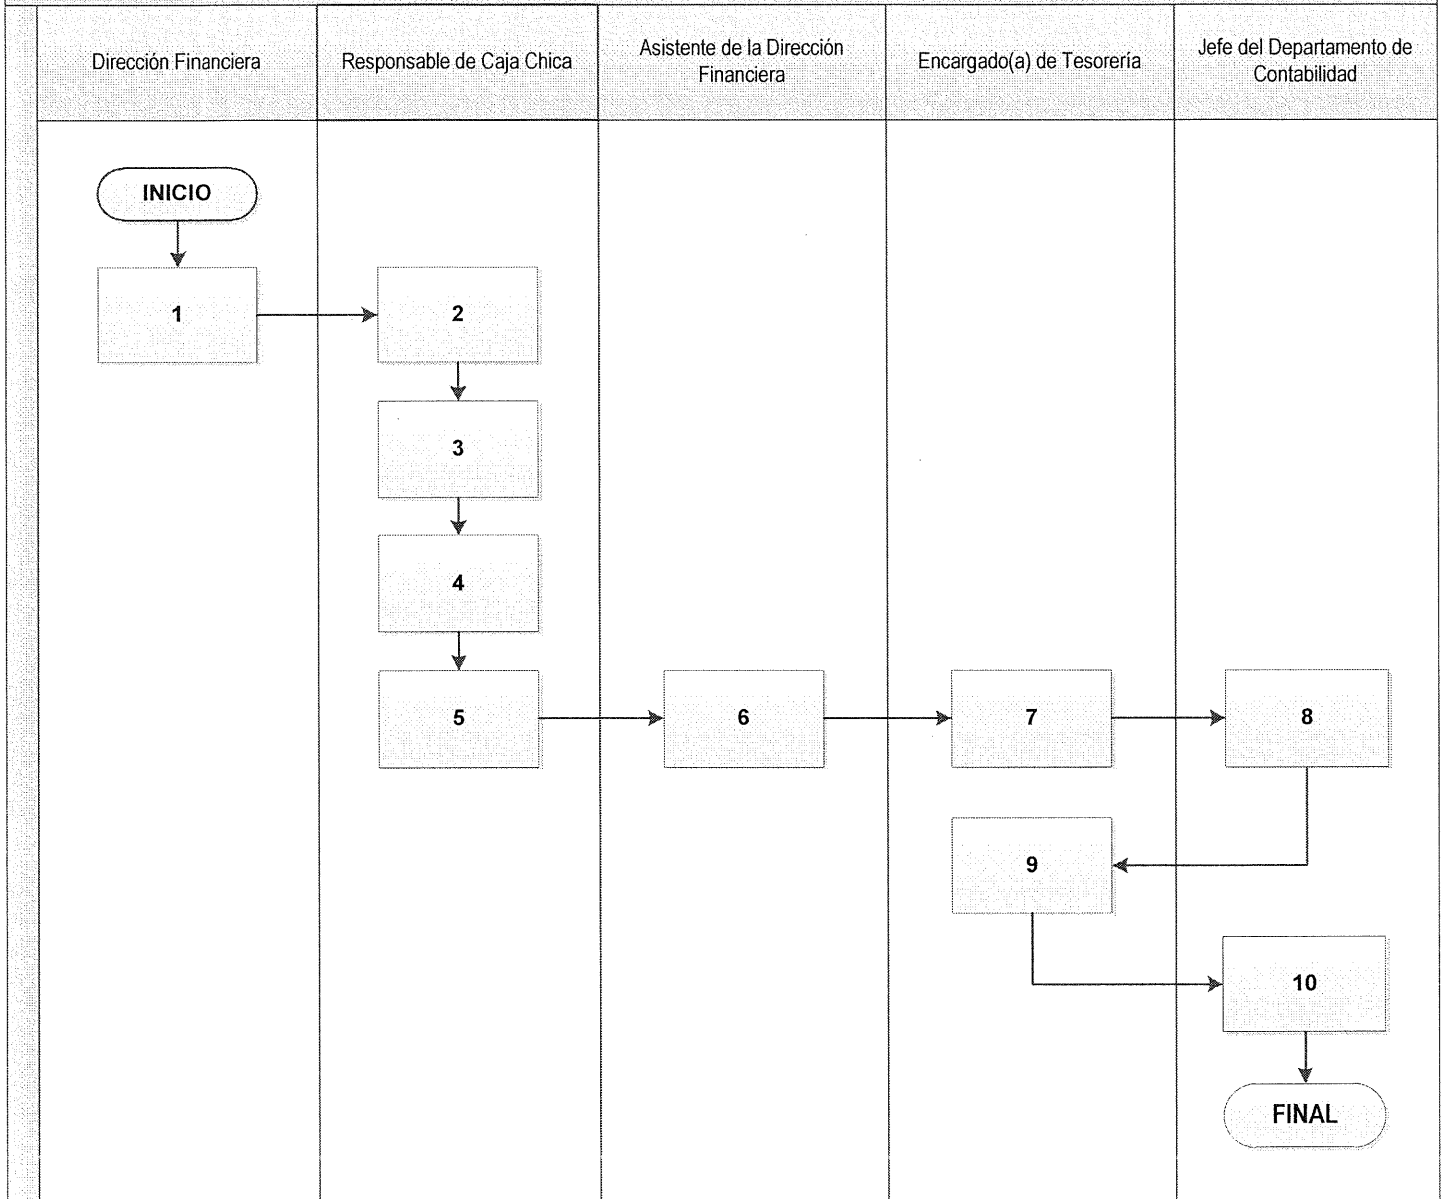 Dirección Financiera
Responsable de Caja Chica
Asistente de la Dirección
Financiera
Encargado(a) de Tesorería
Jefe del Departamento de
Contabilidad
INICIO
1
2
3
4
5
6
7
8
9
10
FINAL